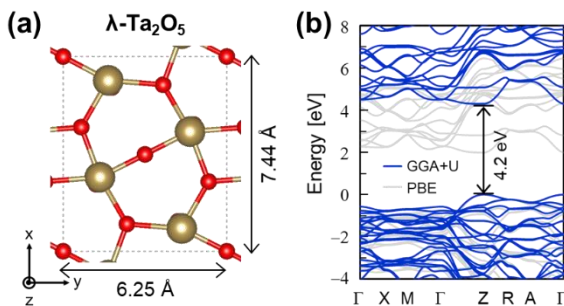 (a) λ-Ta₂O₅
7.44 Å
6.25 Å
x
y
z
(b)
Energy [eV]
8
6
4
2
0
−2
−4
4.2 eV
GGA+U
PBE
Γ X M Γ Z R A Γ